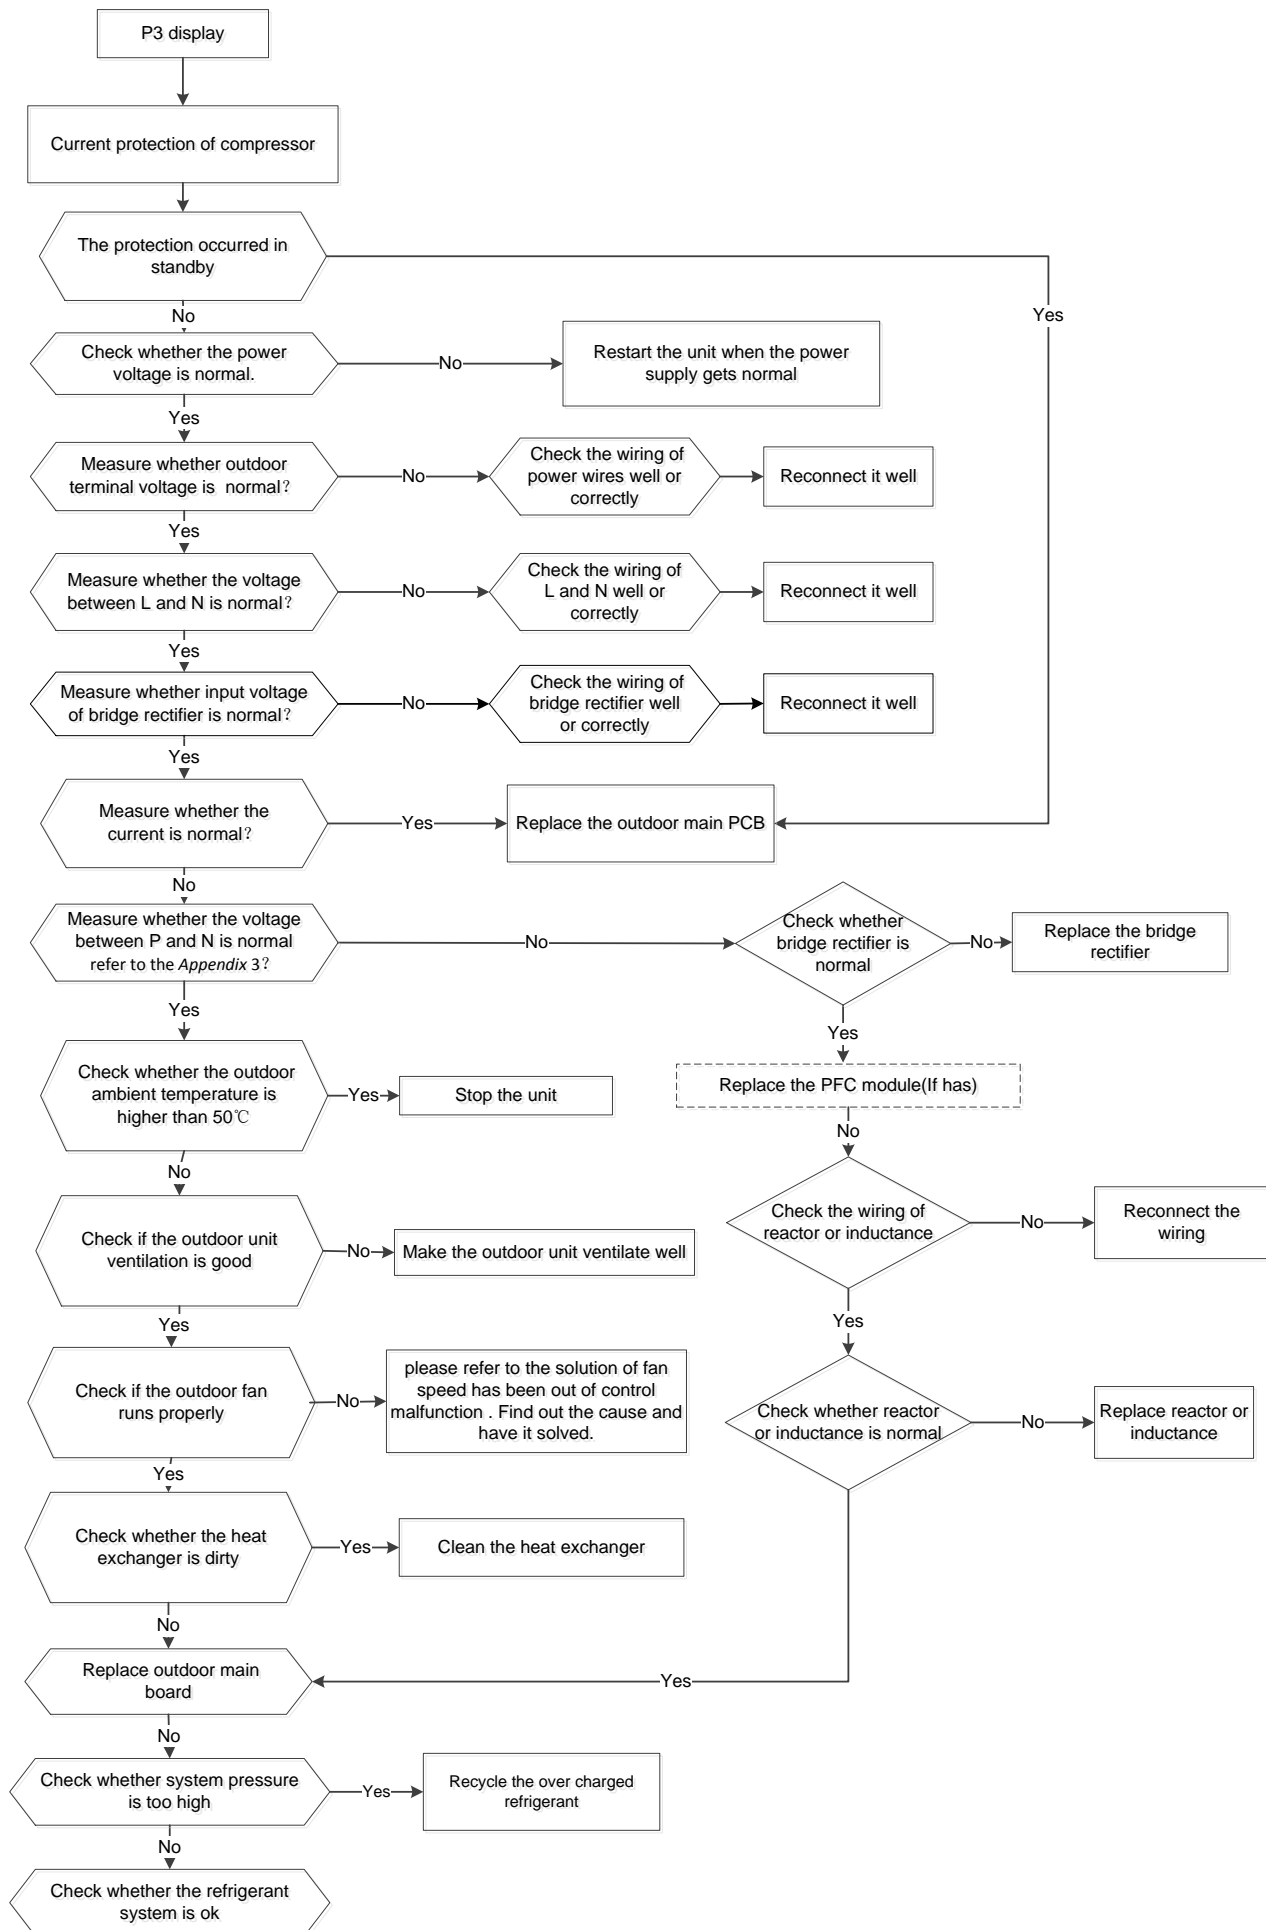 P3 display
Current protection of compressor
The protection occurred in
standby
Yes
No
Check whether the power
voltage is normal.
No
Restart the unit when the power
supply gets normal
Yes
Measure whether outdoor
terminal voltage is normal?
No
Check the wiring of
power wires well or
correctly
Reconnect it well
Yes
Measure whether the voltage
between L and N is normal?
No
Check the wiring of
L and N well or
correctly
Reconnect it well
Yes
Measure whether input voltage
of bridge rectifier is normal?
No
Check the wiring of
bridge rectifier well
or correctly
Reconnect it well
Yes
Measure whether the
current is normal?
Yes
Replace the outdoor main PCB
No
Measure whether the voltage
between P and N is normal
refer to the Appendix 3?
No
Check whether
bridge rectifier is
normal
No
Replace the bridge
rectifier
Yes
Yes
Check whether the outdoor
ambient temperature is
higher than 50℃
Yes
Stop the unit
Replace the PFC module(If has)
No
No
Check if the outdoor unit
ventilation is good
No
Make the outdoor unit ventilate well
Check the wiring of
reactor or inductance
No
Reconnect the
wiring
Yes
Yes
Check if the outdoor fan
runs properly
No
please refer to the solution of fan
speed has been out of control
malfunction . Find out the cause and
have it solved.
Check whether reactor
or inductance is normal
No
Replace reactor or
inductance
Yes
Check whether the heat
exchanger is dirty
Yes
Clean the heat exchanger
No
Replace outdoor main
board
Yes
No
Check whether system pressure
is too high
Yes
Recycle the over charged
refrigerant
No
Check whether the refrigerant
system is ok